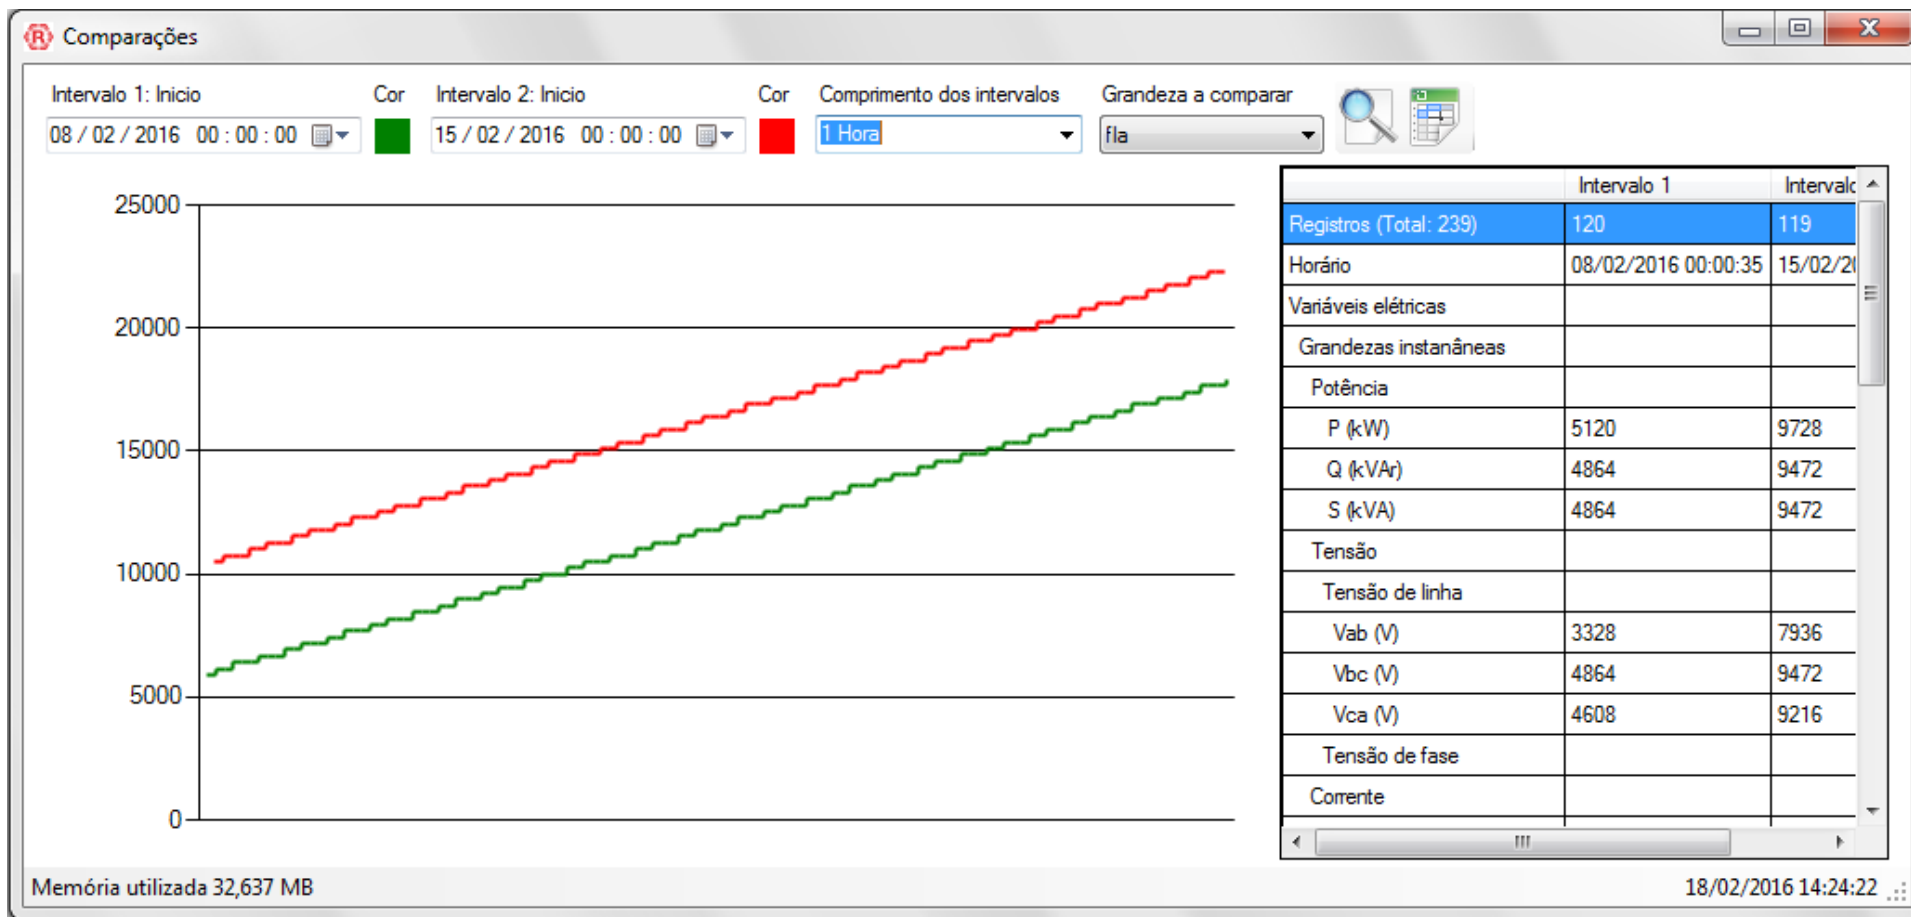 Comparações
Intervalo 1: Inicio Cor Intervalo 2: Inicio Cor Comprimento dos intervalos Grandeza a comparar
08 / 02 / 2016 00 : 00 : 00 15 / 02 / 2016 00 : 00 : 00 1 Hora fla
25000
20000
15000
10000
5000
0
Intervalo 1 Intervalo
Registros (Total: 239) 120 119
Horário 08/02/2016 00:00:35 15/02/20
Variáveis elétricas
Grandezas instanâneas
Potência
P (kW) 5120 9728
Q (kVAr) 4864 9472
S (kVA) 4864 9472
Tensão
Tensão de linha
Vab (V) 3328 7936
Vbc (V) 4864 9472
Vca (V) 4608 9216
Tensão de fase
Corrente
Memória utilizada 32,637 MB 18/02/2016 14:24:22